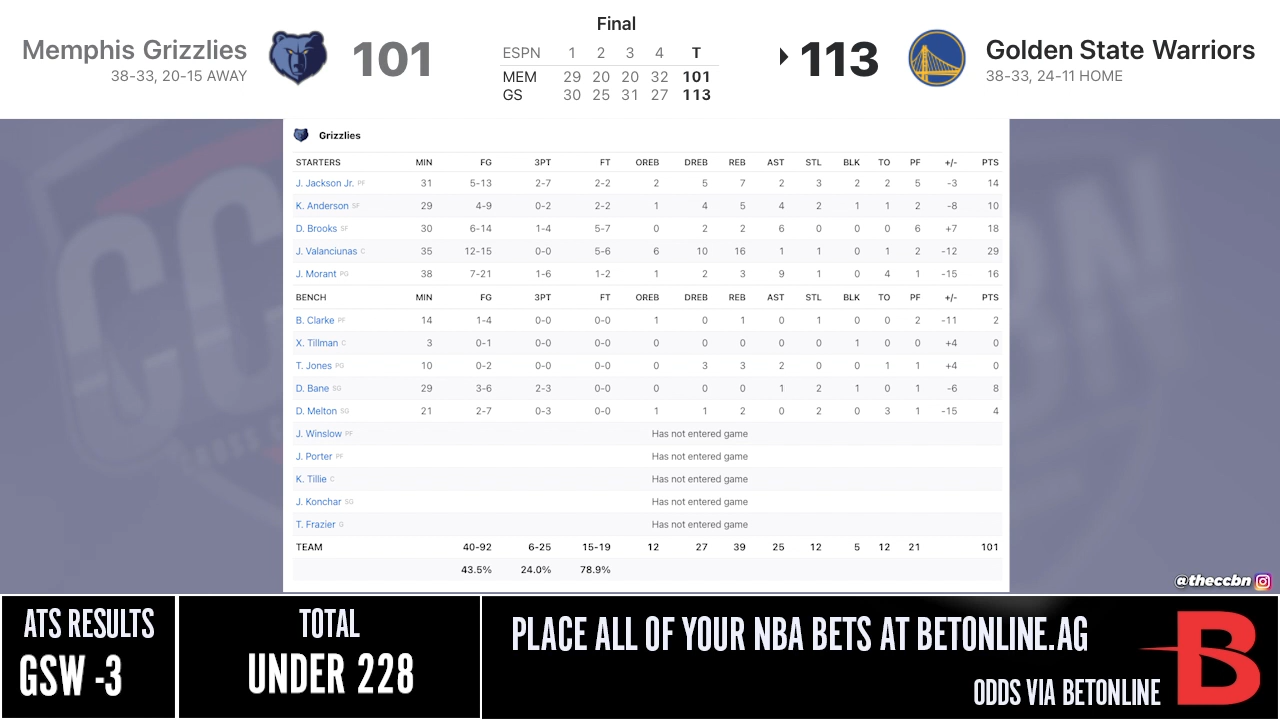 Final
Memphis Grizzlies
38-33, 20-15 AWAY
101
ESPN 1 2 3 4 T
MEM 29 20 20 32 101
GS 30 25 31 27 113
113
Golden State Warriors
38-33, 24-11 HOME
Grizzlies
STARTERS MIN FG 3PT FT OREB DREB REB AST STL BLK TO PF +/- PTS
J. Jackson Jr. PF 31 5-13 2-7 2-2 2 5 7 2 3 2 2 5 -3 14
K. Anderson SF 29 4-9 0-2 2-2 1 4 5 4 2 1 1 2 -8 10
D. Brooks SF 30 6-14 1-4 5-7 0 2 2 6 0 0 0 6 +7 18
J. Valanciunas C 35 12-15 0-0 5-6 6 10 16 1 1 0 1 2 -12 29
J. Morant PG 38 7-21 1-6 1-2 1 2 3 9 1 0 4 1 -15 16
BENCH MIN FG 3PT FT OREB DREB REB AST STL BLK TO PF +/- PTS
B. Clarke PF 14 1-4 0-0 0-0 1 0 1 0 1 0 0 2 -11 2
X. Tillman C 3 0-1 0-0 0-0 0 0 0 0 0 1 0 0 +4 0
T. Jones PG 10 0-2 0-0 0-0 0 3 3 2 0 0 1 1 +4 0
D. Bane SG 29 3-6 2-3 0-0 0 0 0 1 2 1 0 1 -6 8
D. Melton SG 21 2-7 0-3 0-0 1 1 2 0 2 0 3 1 -15 4
J. Winslow PF Has not entered game
J. Porter PF Has not entered game
K. Tillie C Has not entered game
J. Konchar SG Has not entered game
T. Frazier G Has not entered game
TEAM 40-92 6-25 15-19 12 27 39 25 12 5 12 21 101
43.5% 24.0% 78.9%
@theccbn
ATS RESULTS
GSW -3
TOTAL
UNDER 228
PLACE ALL OF YOUR NBA BETS AT BETONLINE.AG
ODDS VIA BETONLINE
B